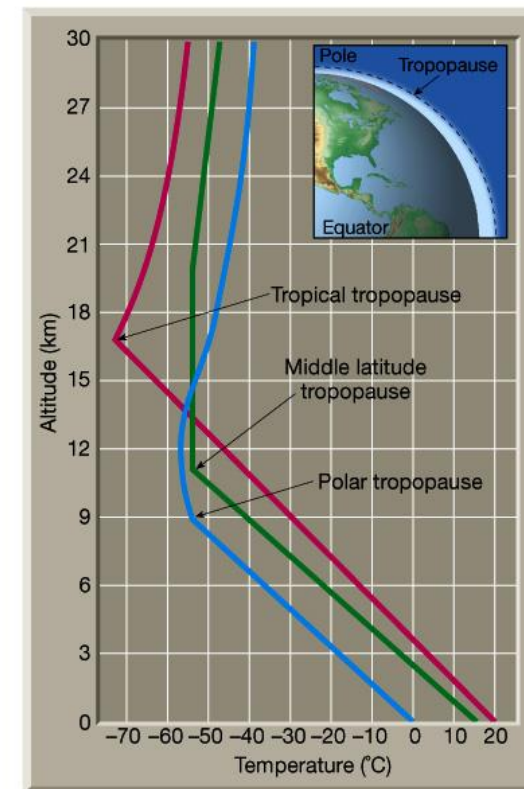 30
27
24
21
18
15
12
9
6
3
0
Altitude (km)
Pole
Tropopause
Equator
Tropical tropopause
Middle latitude
tropopause
Polar tropopause
–70 –60 –50 –40 –30 –20 –10 0 10 20
Temperature (˚C)